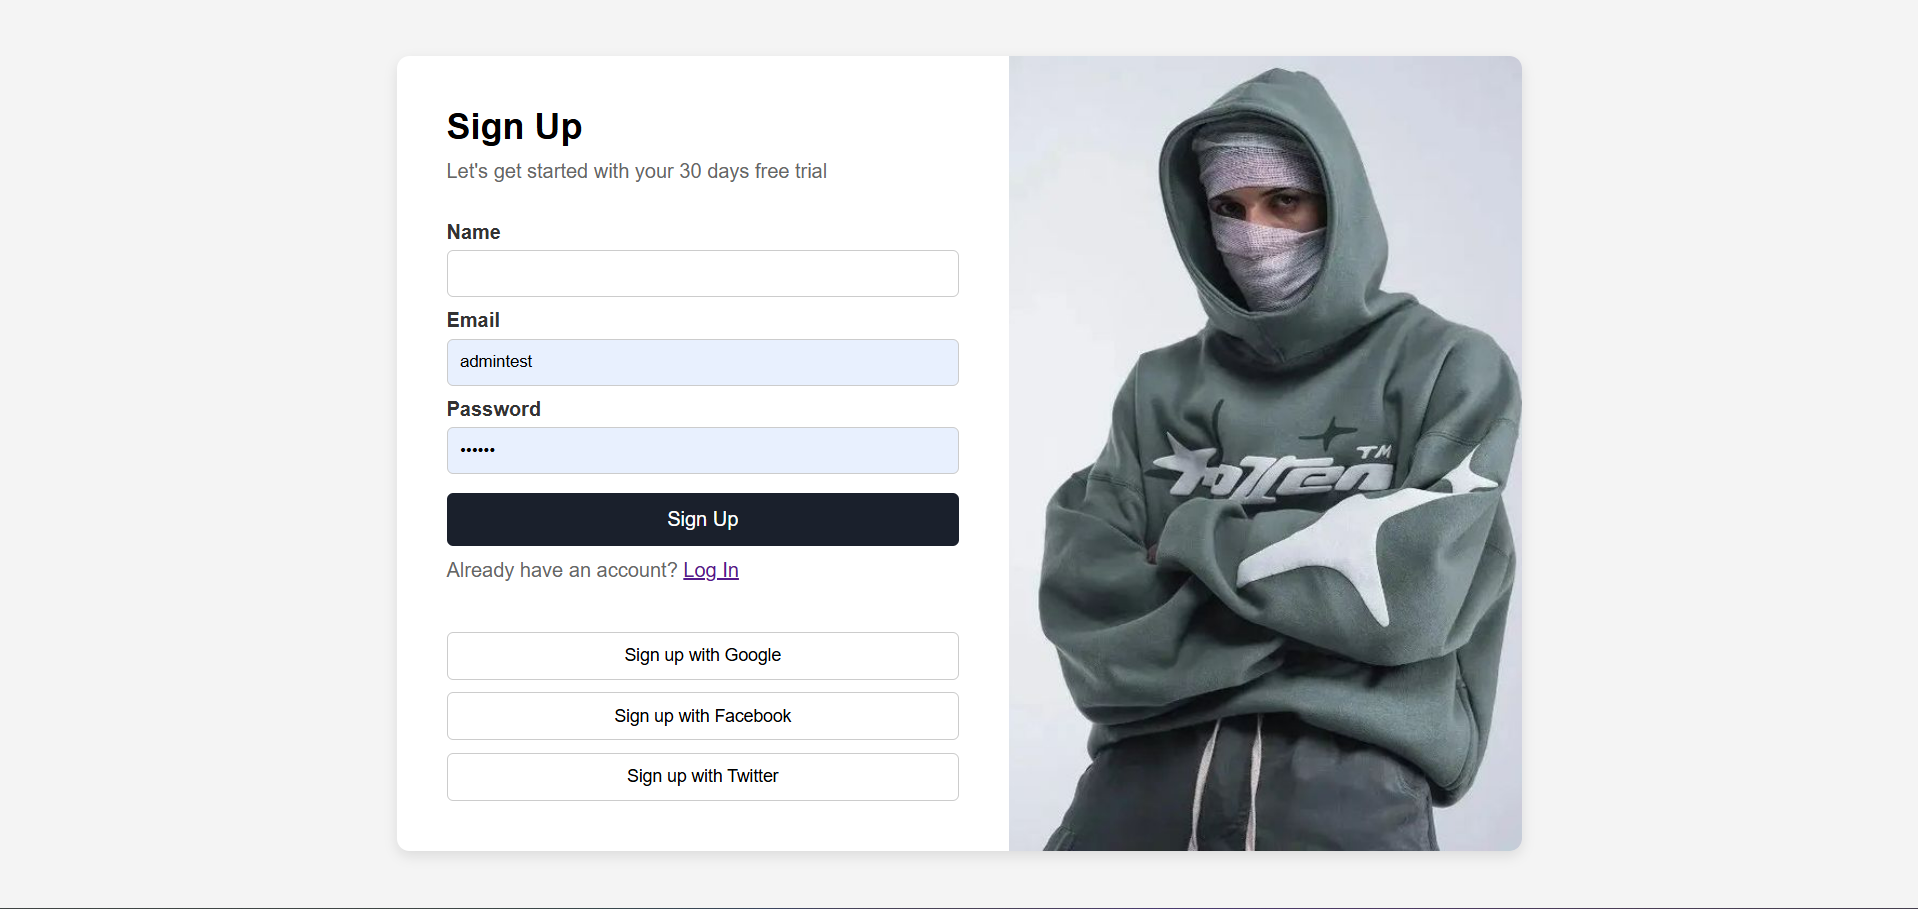 Sign Up
Let's get started with your 30 days free trial
Name
Email
admintest
Password
••••••
Sign Up
Already have an account? Log In
Sign up with Google
Sign up with Facebook
Sign up with Twitter
TM